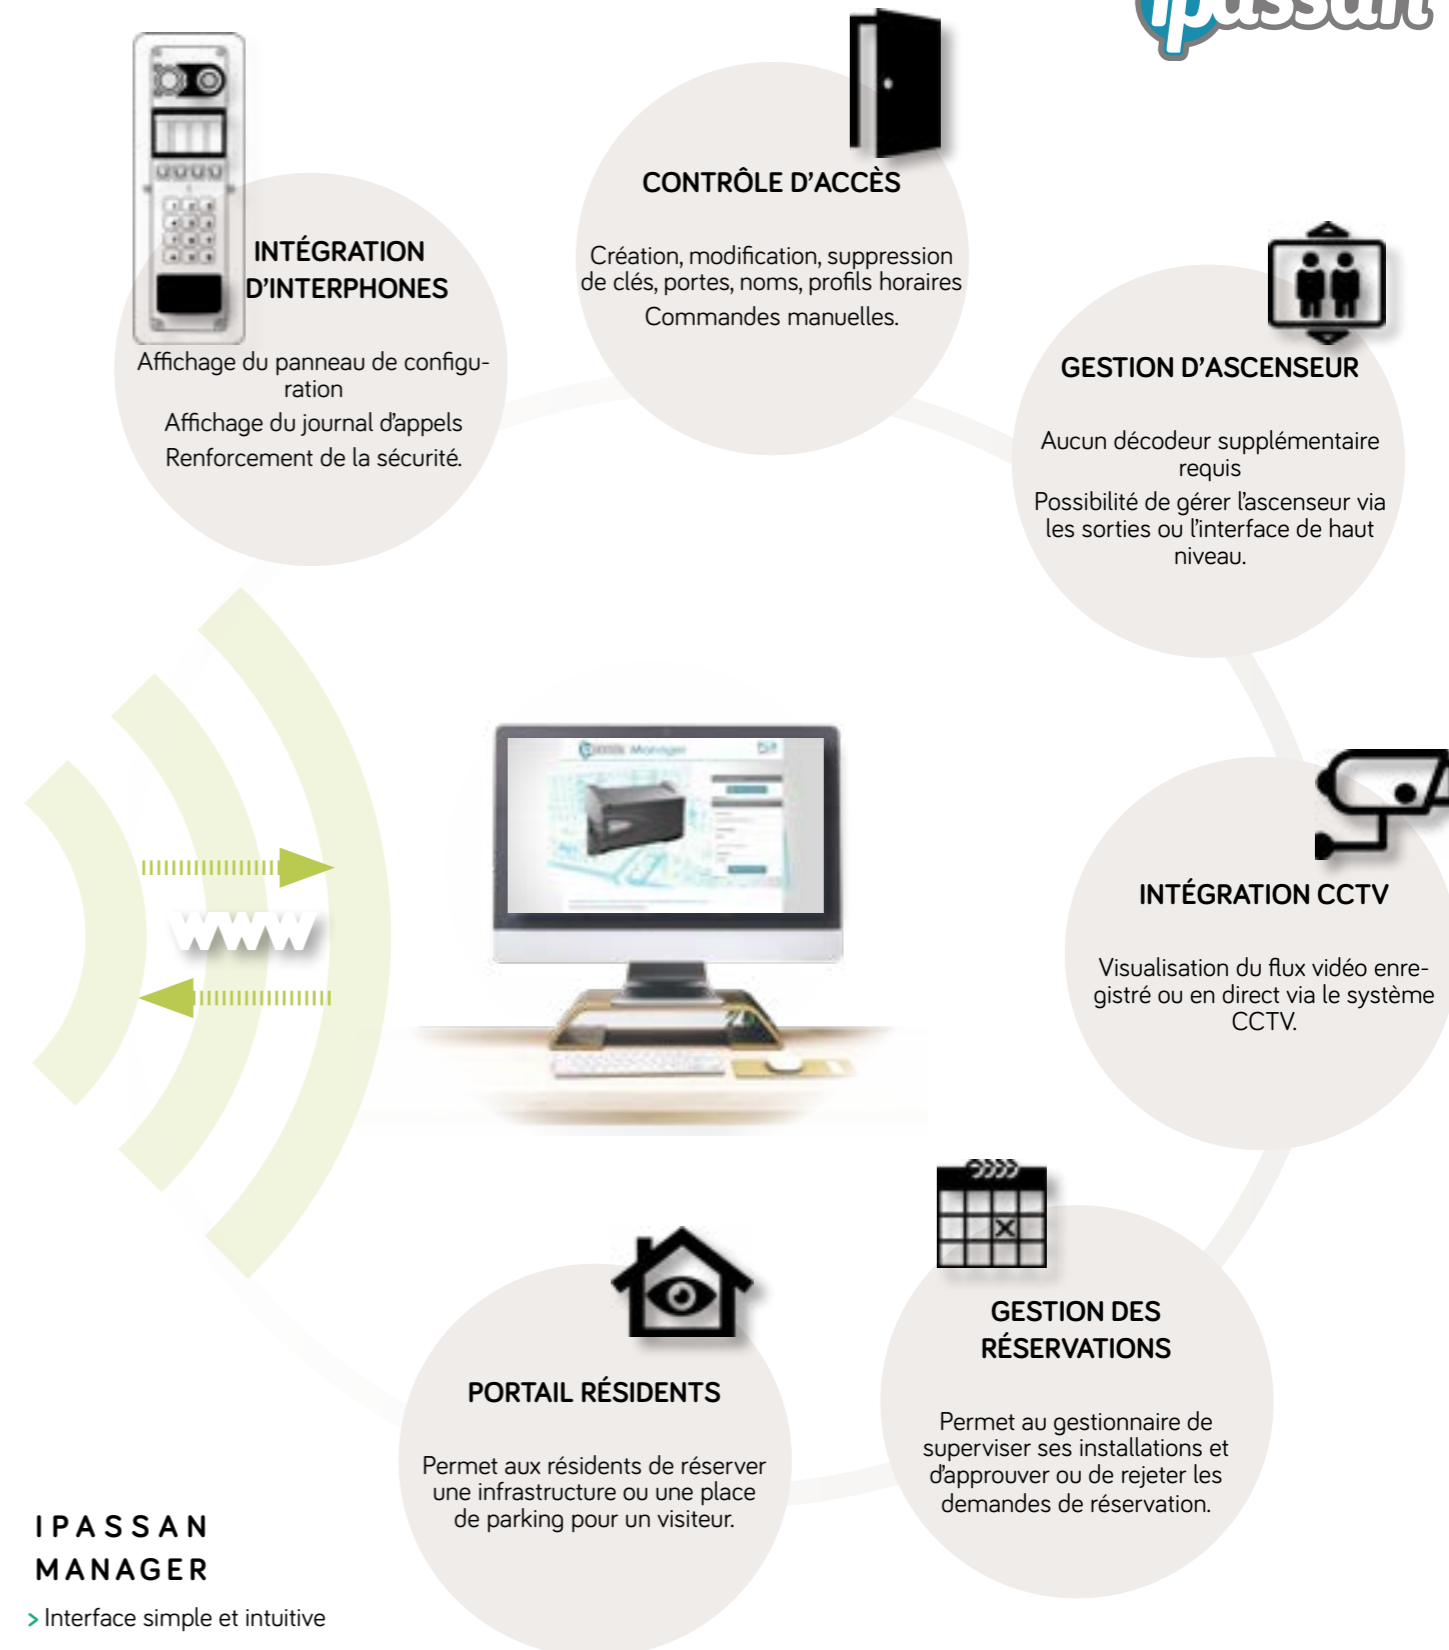 ipassan
CONTRÔLE D’ACCÈS
Création, modification, suppression
de clés, portes, noms, profils horaires
Commandes manuelles.
INTÉGRATION
D’INTERPHONES
Affichage du panneau de configu-
ration
Affichage du journal d’appels
Renforcement de la sécurité.
GESTION D’ASCENSEUR
Aucun décodeur supplémentaire
requis
Possibilité de gérer l’ascenseur via
les sorties ou l’interface de haut
niveau.
Manager
www
INTÉGRATION CCTV
Visualisation du flux vidéo enre-
gistré ou en direct via le système
CCTV.
GESTION DES
RÉSERVATIONS
Permet au gestionnaire de
superviser ses installations et
d’approuver ou de rejeter les
demandes de réservation.
PORTAIL RÉSIDENTS
Permet aux résidents de réserver
une infrastructure ou une place
de parking pour un visiteur.
IPASSAN
MANAGER
> Interface simple et intuitive